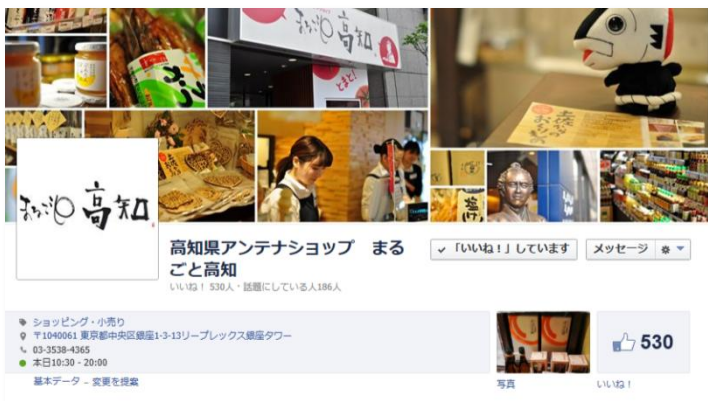 まるごと高知
とまと!
まるごと高知
高知県アンテナショップ まる
ごと高知
いいね! 530人・話題にしている人186人
✓ 「いいね!」しています
メッセージ
ショッピング・小売り
〒1040061 東京都中央区銀座1-3-13リープレックス銀座タワー
03-3538-4365
本日10:30 - 20:00
基本データ - 変更を提案
530
写真
いいね!